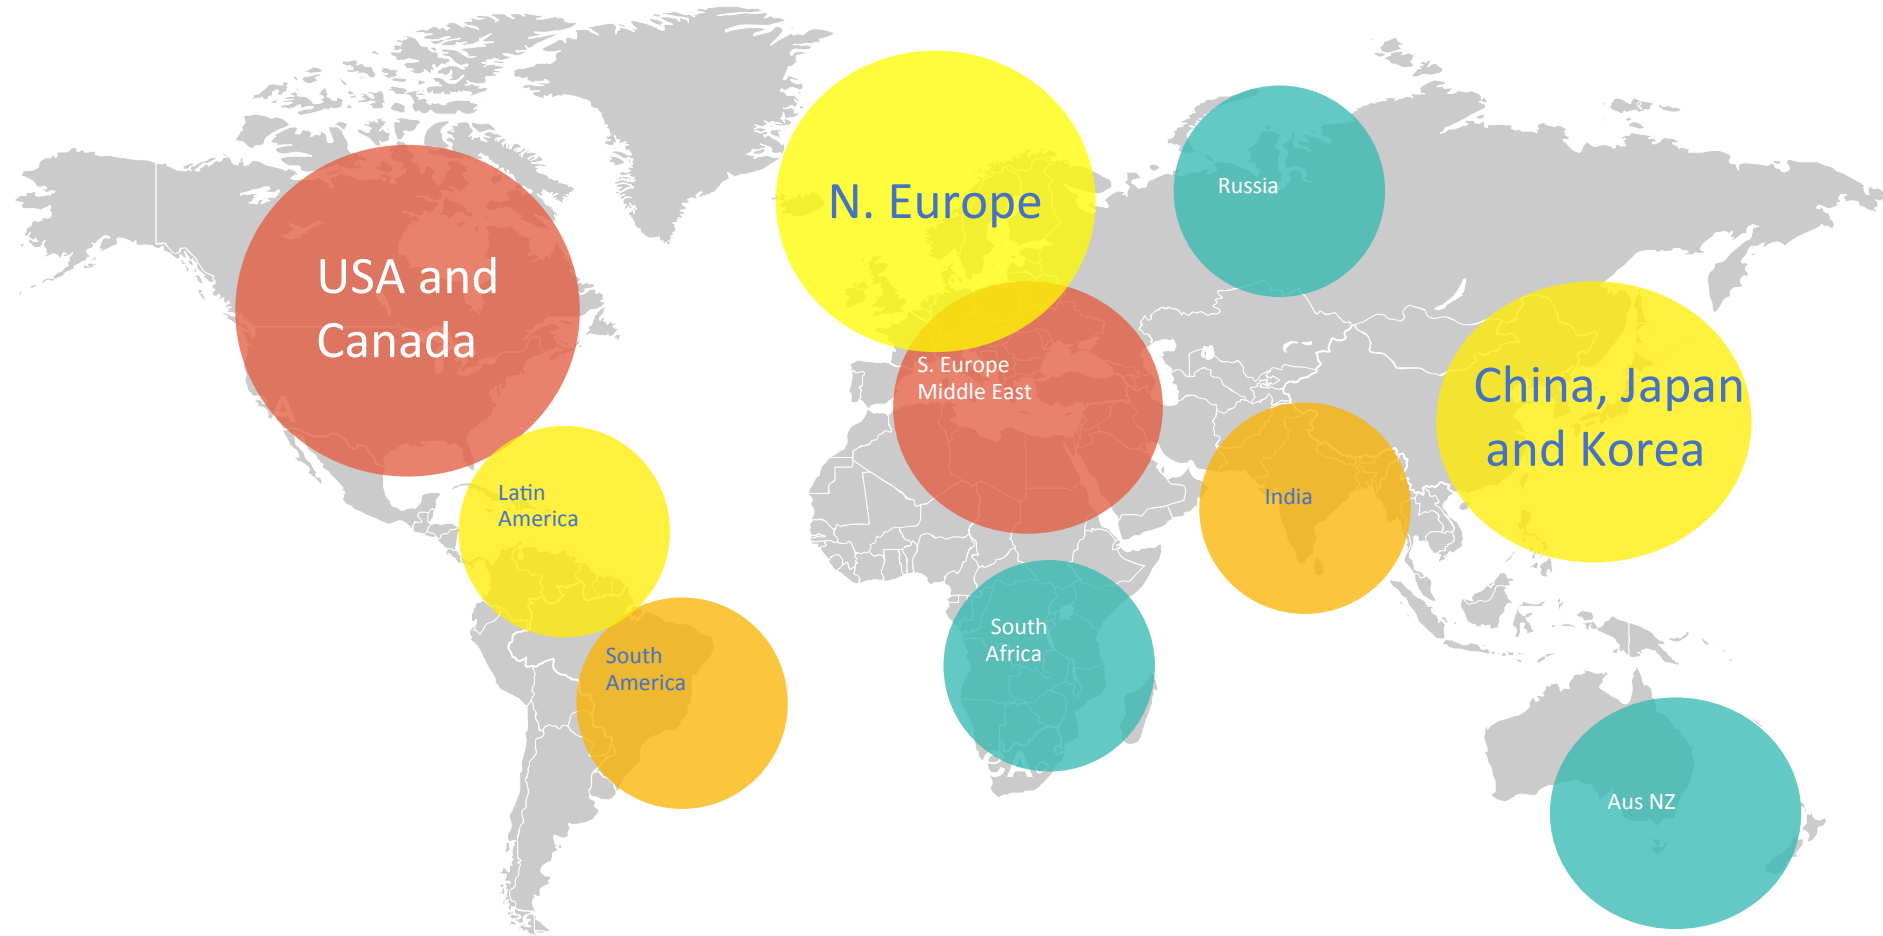 N. Europe
Russia
USA and
Canada
S. Europe
Middle East
China, Japan
and Korea
A
Latin
America
India
South
Africa
South
America
CA
Aus NZ